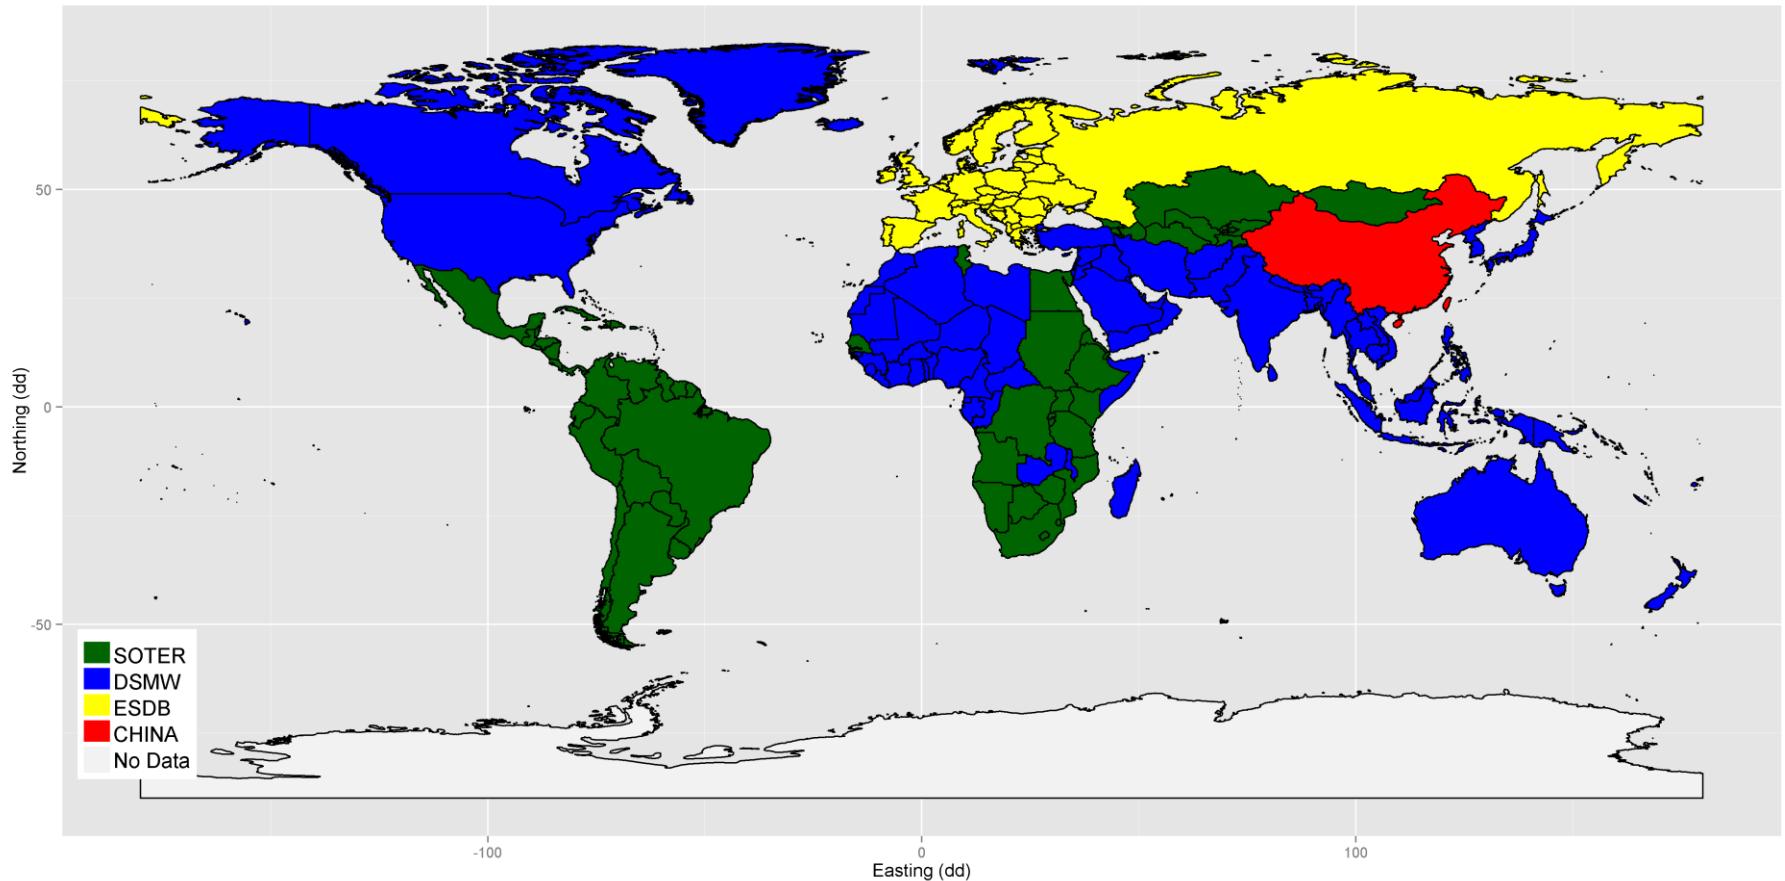 50
0
-50
Northing (dd)
SOTER
DSMW
ESDB
CHINA
No Data
-100
0
100
Easting (dd)